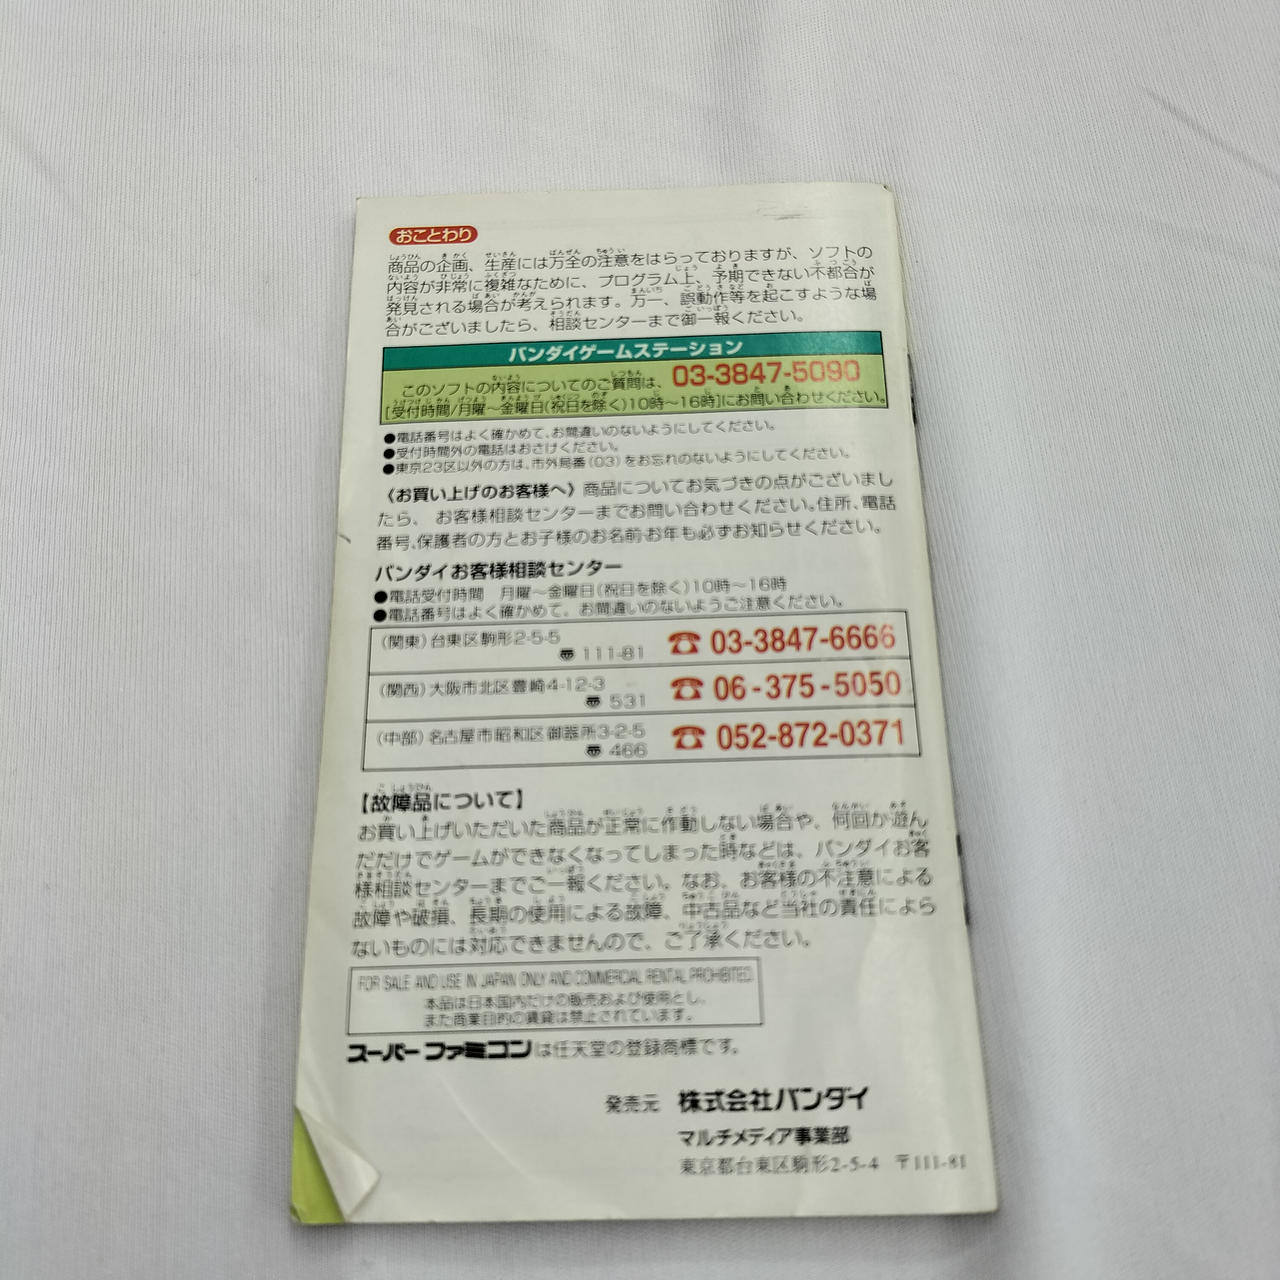 おことわり
商品の企画、生産には万全の注意をはらっておりますが、ソフトの
内容が非常に複雑なために、プログラム上、予期できない不都合が
発見される場合が考えられます。万一、誤動作等を起こすような場
合がございましたら、相談センターまで御一報ください。
バンダイゲームステーション
このソフトの内容についてのご質問は、03-3847-5090
[受付時間/月曜〜金曜日(祝日を除く)10時〜16時]にお問い合わせください。
●電話番号はよく確かめて、お間違いのないようにしてください。
●受付時間外の電話はおさけください。
●東京23区以外の方は、市外局番(03)をお忘れのないようにしてください。
〈お買い上げのお客様へ〉商品についてお気づきの点がございまし
たら、お客様相談センターまでお問い合わせください。住所、電話
番号、保護者の方とお子様のお名前・お年も必ずお知らせください。
バンダイお客様相談センター
●電話受付時間 月曜〜金曜日(祝日を除く)10時〜16時
●電話番号はよく確かめて、お間違いのないようご注意ください。
(関東)台東区駒形2-5-5
〠 111-81 ☎ 03-3847-6666
(関西)大阪市北区豊崎4-12-3
〠 531 ☎ 06-375-5050
(中部)名古屋市昭和区御器所3-2-5
〠 466 ☎ 052-872-0371
【故障品について】
お買い上げいただいた商品が正常に作動しない場合や、何回か遊ん
だだけでゲームができなくなってしまった時などは、バンダイお客
様相談センターまでご一報ください。なお、お客様の不注意による
故障や破損、長期の使用による故障、中古品など当社の責任によら
ないものには対応できませんので、ご了承ください。
FOR SALE AND USE IN JAPAN ONLY AND COMMERCIAL RENTAL PROHIBITED.
本品は日本国内だけの販売および使用とし、
また商業目的の賃貸は禁止されています。
スーパーファミコンは任天堂の登録商標です。
発売元 株式会社バンダイ
マルチメディア事業部
東京都台東区駒形2-5-4 〒111-81